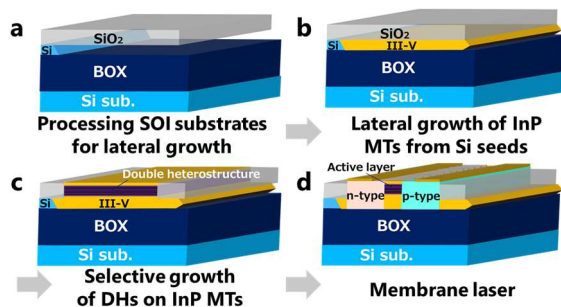 a
SiO₂
Si
BOX
Si sub.
Processing SOI substrates
for lateral growth
b
SiO₂
Si
III-V
BOX
Si sub.
Lateral growth of InP
MTs from Si seeds
c
Double heterostructure
Si
III-V
BOX
Si sub.
Selective growth
of DHs on InP MTs
d
Active layer
n-type
p-type
Si
BOX
Si sub.
Membrane laser